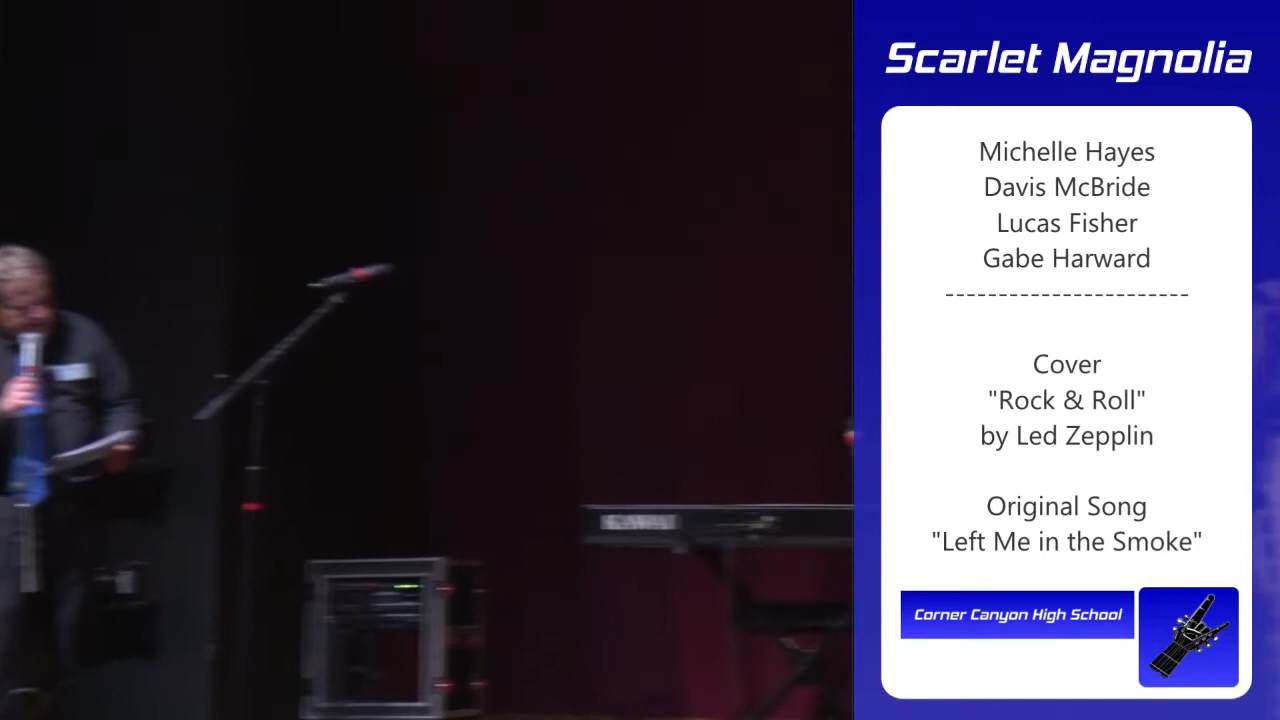 Scarlet Magnolia
Michelle Hayes
Davis McBride
Lucas Fisher
Gabe Harward
-----------------------
Cover
"Rock & Roll"
by Led Zepplin
Original Song
"Left Me in the Smoke"
Corner Canyon High School
KAWAI